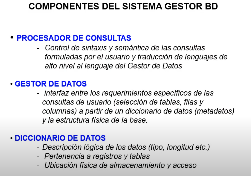 COMPONENTES DEL SISTEMA GESTOR BD
• PROCESADOR DE CONSULTAS
- Control de sintaxis y semántica de las consultas
formuladas por el usuario y traducción de lenguajes de
alto nivel al lenguaje del Gestor de Datos
• GESTOR DE DATOS
- interfaz entre los requerimientos específicos de las
consultas de usuario (selección de tablas, filas y
columnas) a partir de un diccionario de datos (metadatos)
y la estructura física de la base.
• DICCIONARIO DE DATOS
- Descripción lógica de los datos (tipo, longitud etc.)
- Pertenencia a registros y tablas
- Ubicación física de almacenamiento y acceso